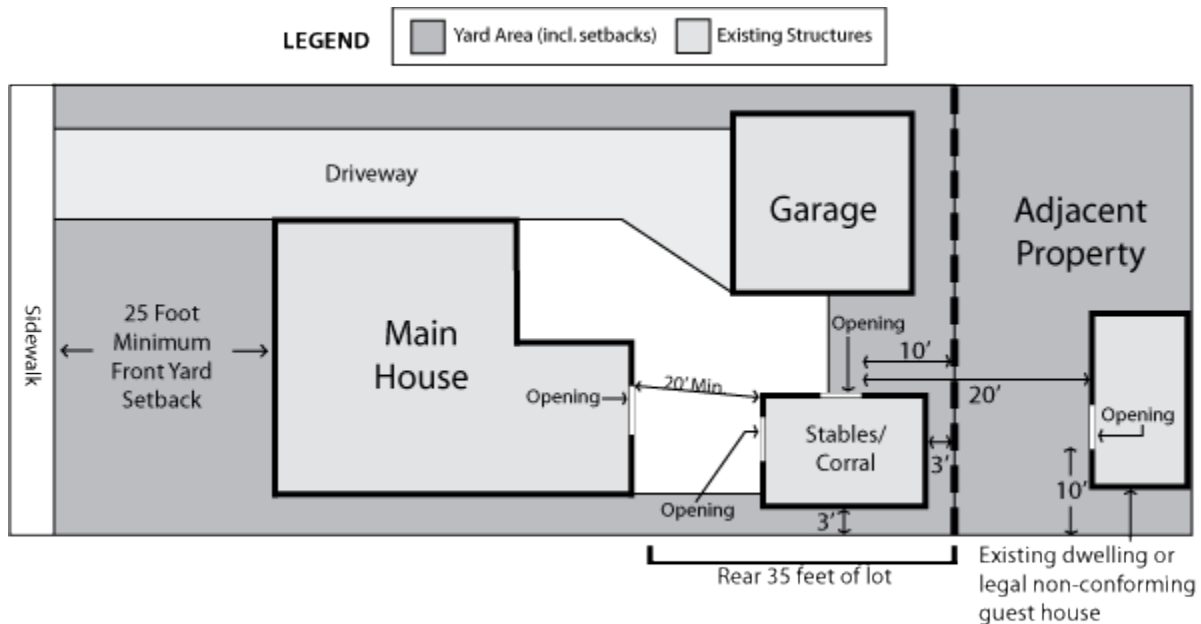 LEGEND
Yard Area (incl. setbacks)
Existing Structures
Driveway
Garage
Adjacent
Property
Sidewalk
25 Foot
Minimum
Front Yard
Setback
Main
House
Opening
20' Min.
Opening
10'
20'
Opening
Stables/
Corral
3'
Opening
3'
10'
Rear 35 feet of lot
Existing dwelling or
legal non-conforming
guest house